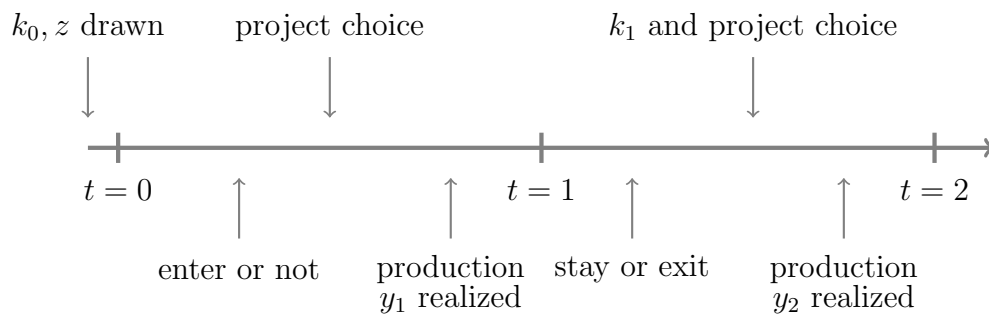 k₀, z drawn
project choice
k₁ and project choice
t = 0
t = 1
t = 2
enter or not
production
y₁ realized
stay or exit
production
y₂ realized